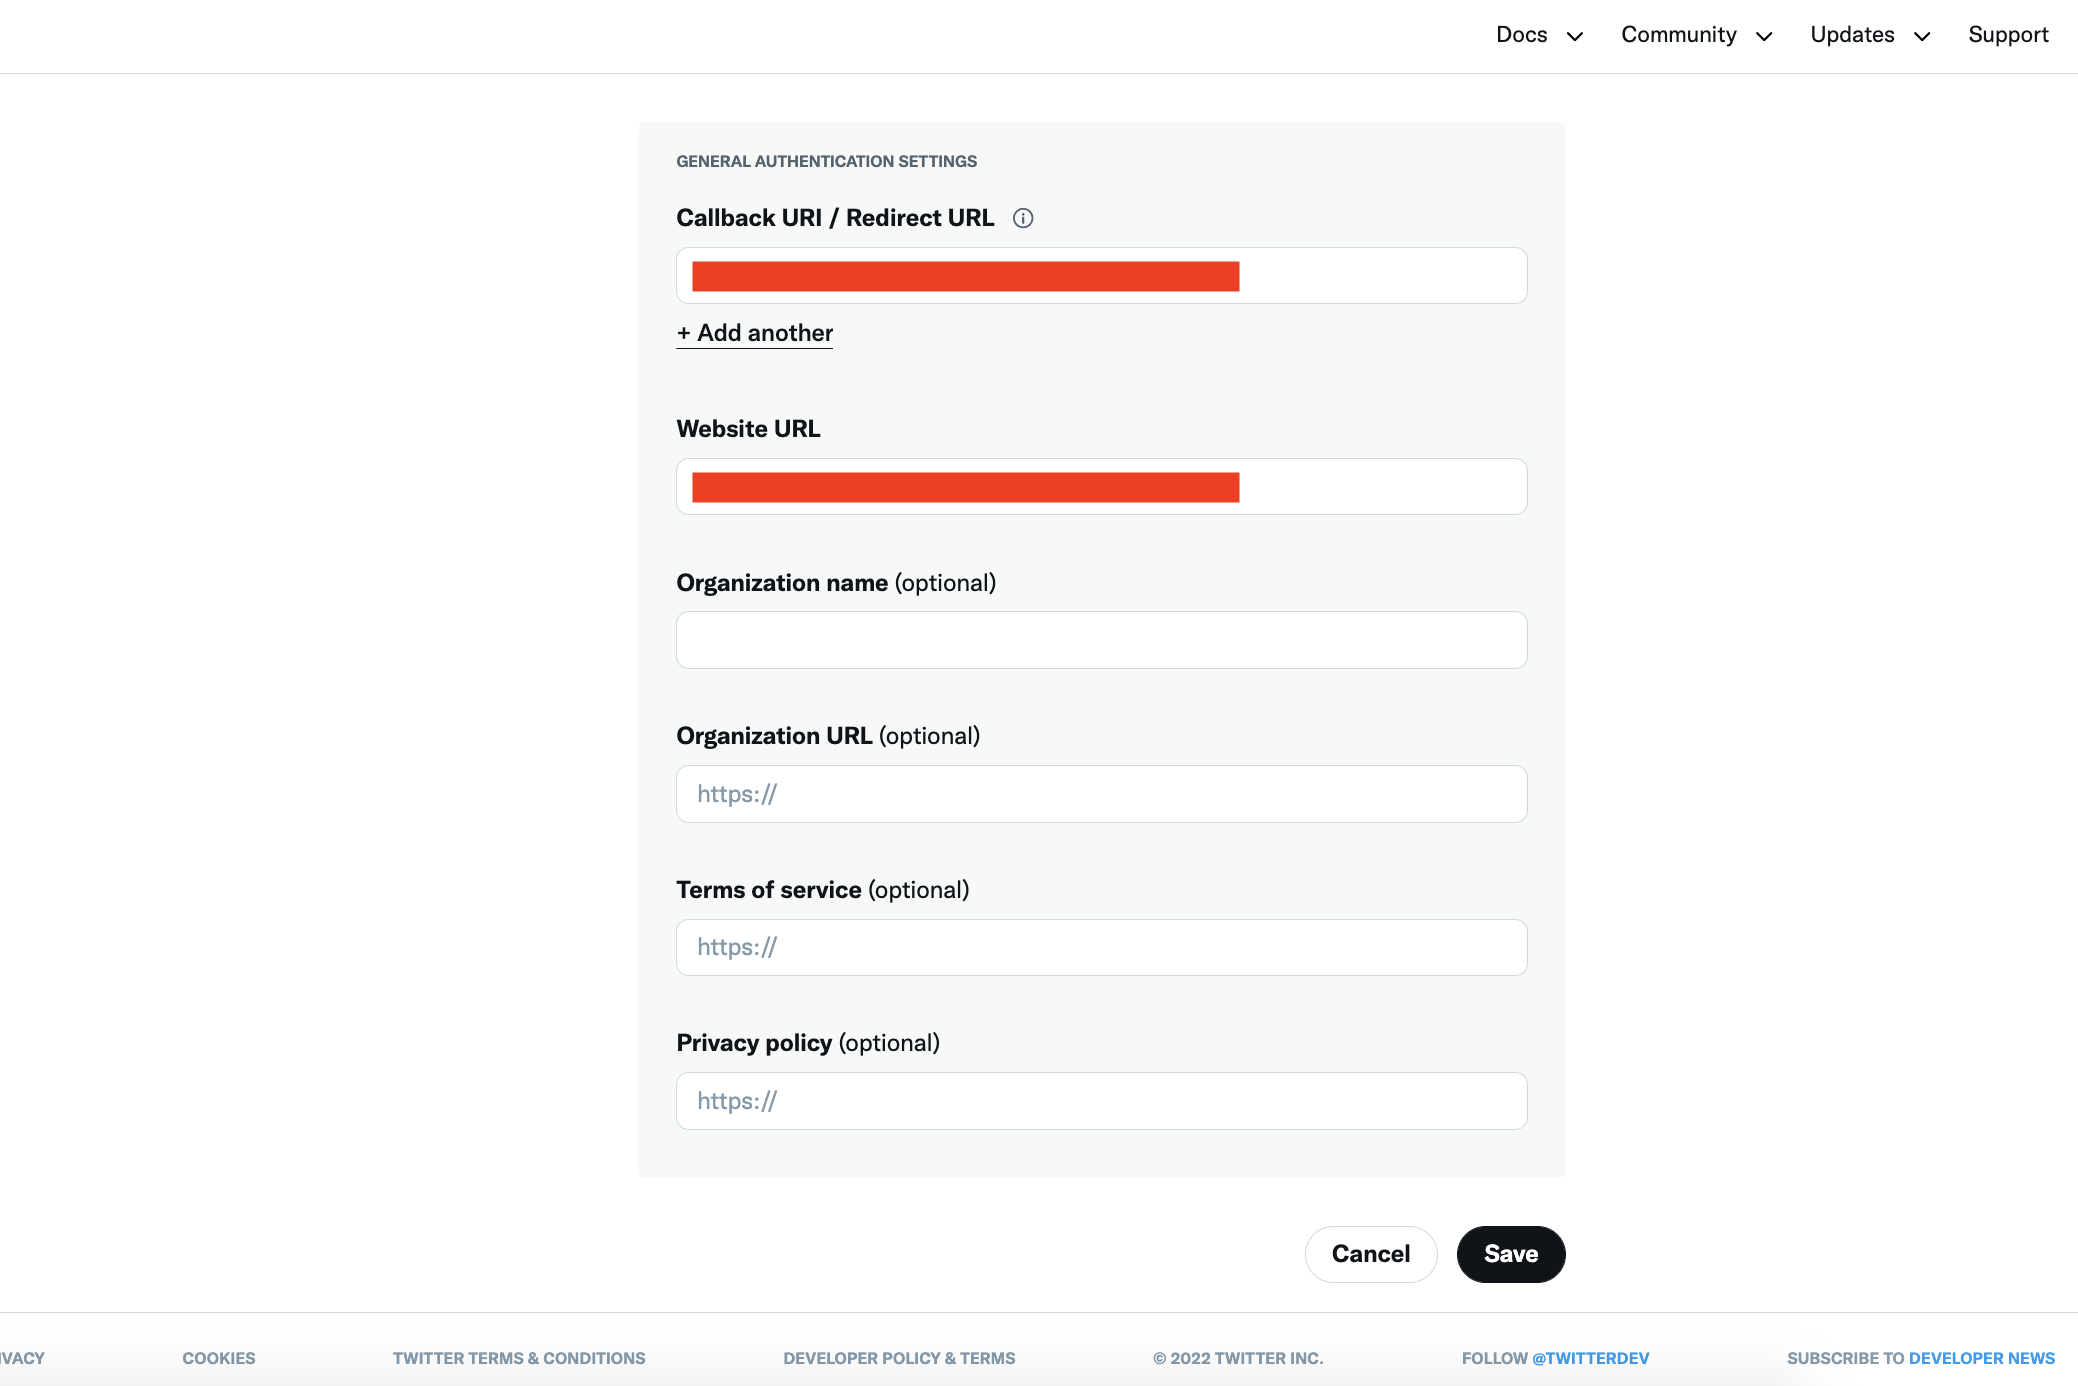 Docs Community Updates Support
GENERAL AUTHENTICATION SETTINGS
Callback URI / Redirect URL
+ Add another
Website URL
Organization name (optional)
Organization URL (optional)
https://
Terms of service (optional)
https://
Privacy policy (optional)
https://
Cancel Save
IVACY COOKIES TWITTER TERMS & CONDITIONS DEVELOPER POLICY & TERMS © 2022 TWITTER INC. FOLLOW @TWITTERDEV SUBSCRIBE TO DEVELOPER NEWS